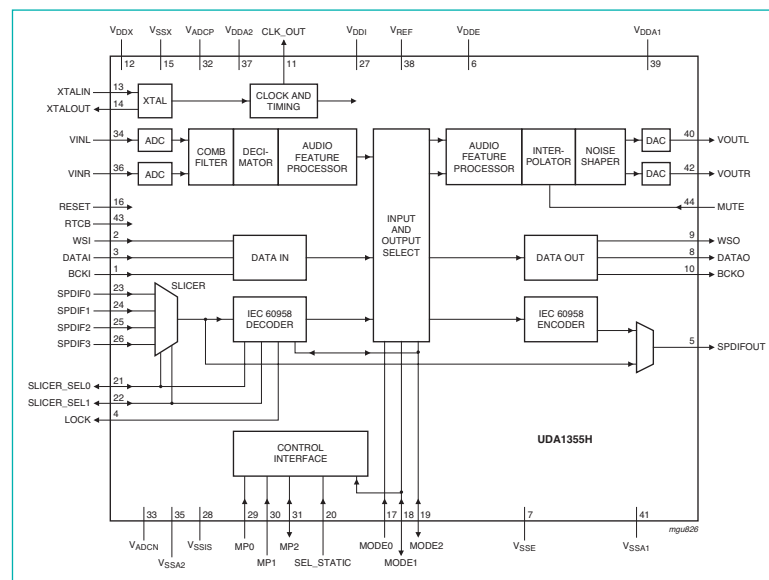 VDDX VSSX VADCP VDDA2 CLK_OUT VDDI VREF VDDE VDDA1
12 15 32 37 11 27 38 6 39
XTALIN 13
XTALOUT 14
XTAL
CLOCK AND
TIMING
VINL 34
VINR 36
ADC
ADC
COMB
FILTER
DECI-
MATOR
AUDIO
FEATURE
PROCESSOR
INPUT
AND
OUTPUT
SELECT
AUDIO
FEATURE
PROCESSOR
INTER-
POLATOR
NOISE
SHAPER
DAC
DAC
40 VOUTL
42 VOUTR
44 MUTE
RESET 16
RTCB 43
WSI 2
DATAI 3
BCKI 1
DATA IN
DATA OUT
9 WSO
8 DATAO
10 BCKO
SPDIF0 23
SPDIF1 24
SPDIF2 25
SPDIF3 26
SLICER
IEC 60958
DECODER
IEC 60958
ENCODER
5 SPDIFOUT
SLICER_SEL0 21
SLICER_SEL1 22
LOCK 4
UDA1355H
CONTROL
INTERFACE
33 35 28 29 30 31 20 17 18 19 7 41
VADCN VSSA2 VSSIS MP0 MP1 MP2 SEL_STATIC MODE0 MODE1 MODE2 VSSE VSSA1
mgu826